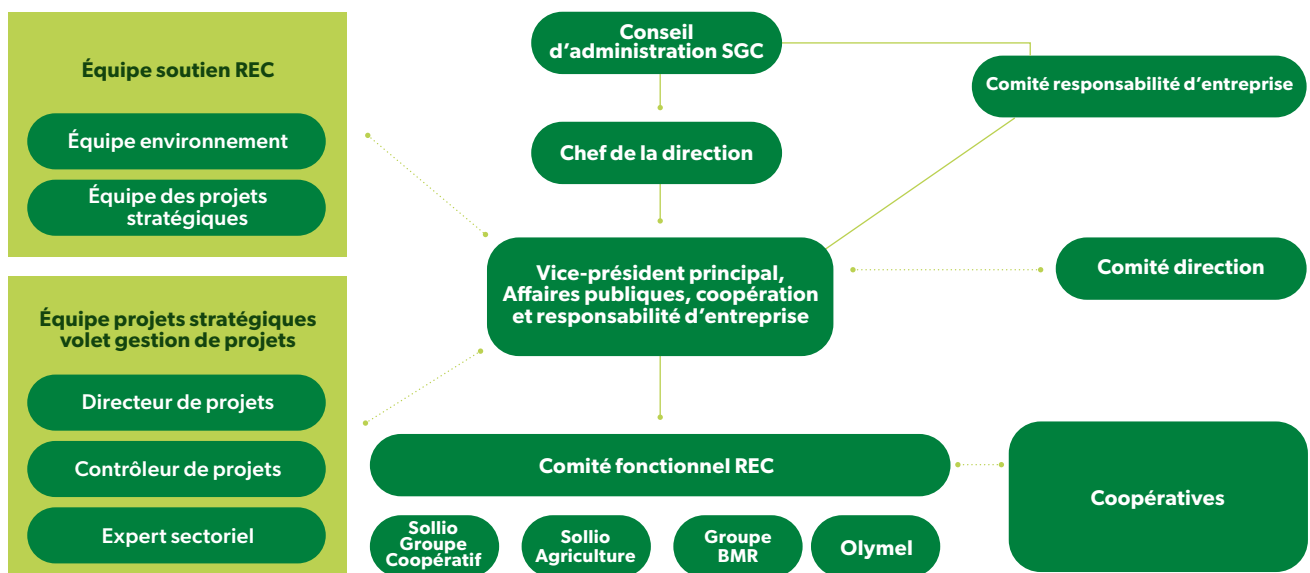 Équipe soutien REC
Équipe environnement
Équipe des projets
stratégiques
Équipe projets stratégiques
volet gestion de projets
Directeur de projets
Contrôleur de projets
Expert sectoriel
Conseil
d'administration SGC
Comité responsabilité d'entreprise
Chef de la direction
Vice-président principal,
Affaires publiques, coopération
et responsabilité d'entreprise
Comité direction
Comité fonctionnel REC
Coopératives
Sollio
Groupe
Coopératif
Sollio
Agriculture
Groupe
BMR
Olymel